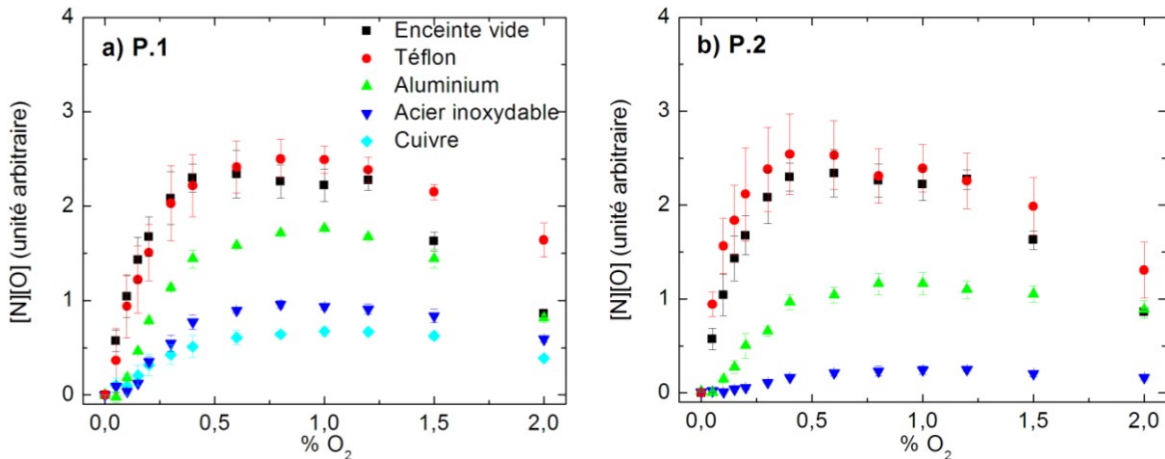 a) P.1
Enceinte vide
Téflon
Aluminium
Acier inoxydable
Cuivre
[N][O] (unité arbitraire)
4
3
2
1
0
0,0 0,5 1,0 1,5 2,0
% O₂
b) P.2
[N][O] (unité arbitraire)
4
3
2
1
0
0,0 0,5 1,0 1,5 2,0
% O₂